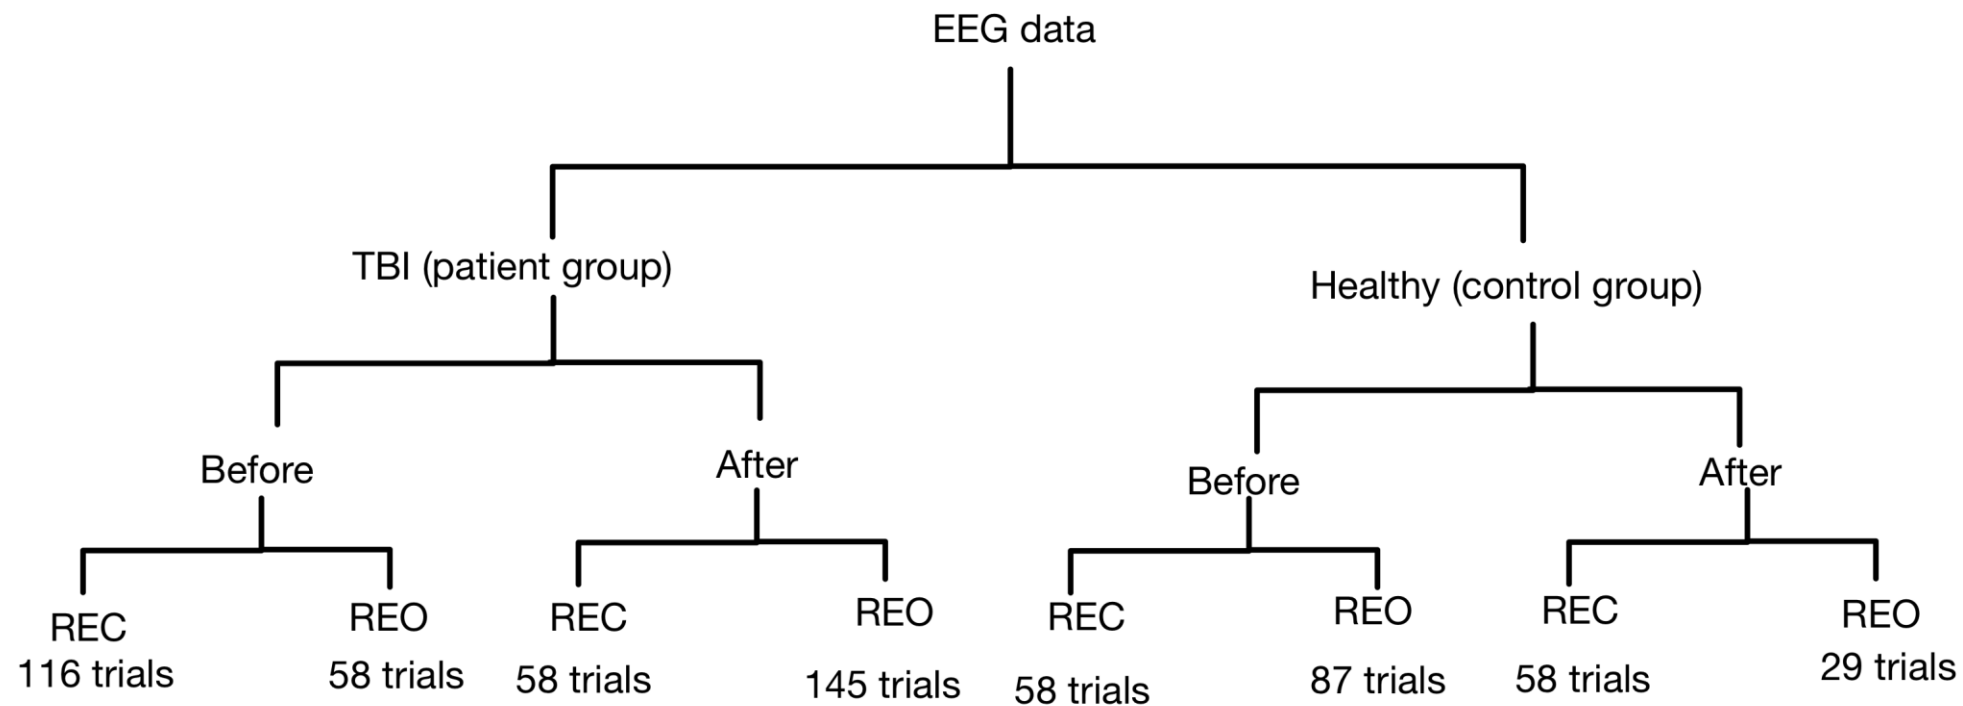 EEG data
TBI (patient group)
Healthy (control group)
Before
After
Before
After
REC
REO
REC
REO
REC
REO
REC
REO
116 trials
58 trials
58 trials
145 trials
58 trials
87 trials
58 trials
29 trials